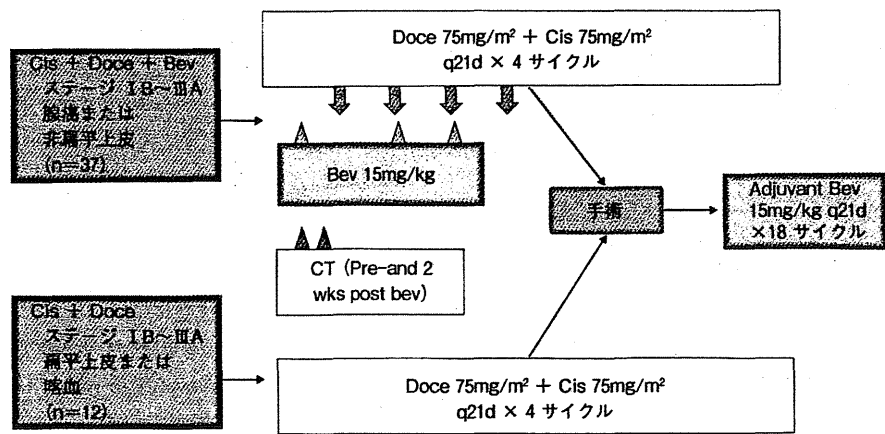 Doce 75mg/m² + Cis 75mg/m²
q21d × 4 サイクル
Cis + Doce + Bev
ステージ ⅠB〜ⅢA
腺癌または
非扁平上皮
(n=37)
Bev 15mg/kg
手術
Adjuvant Bev
15mg/kg q21d
×18 サイクル
CT (Pre-and 2
wks post bev)
Cis + Doce
ステージ ⅠB〜ⅢA
扁平上皮または
喀血
(n=12)
Doce 75mg/m² + Cis 75mg/m²
q21d × 4 サイクル